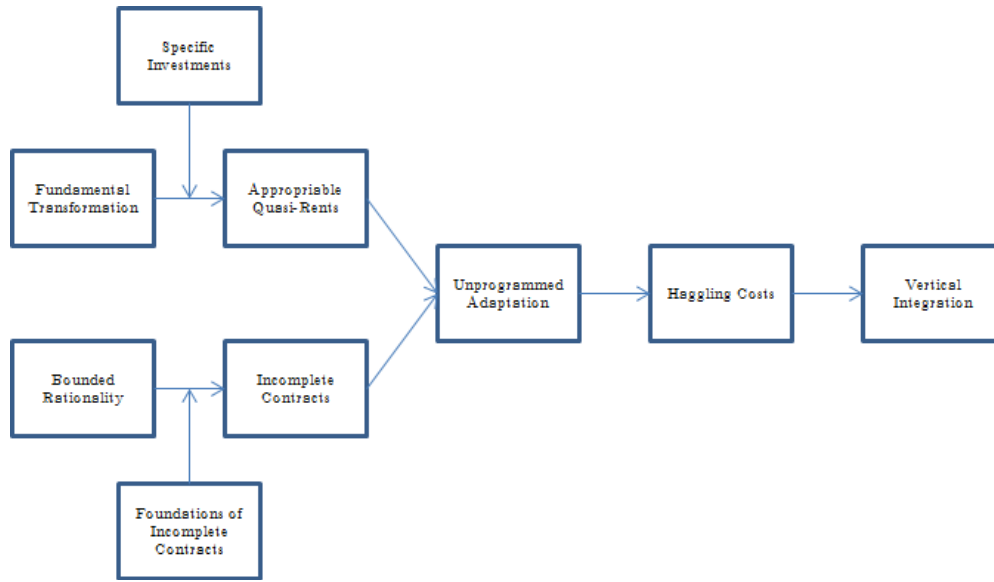 Specific
Investments
Fundamental
Transformation
Appropriable
Quasi-Rents
Unprogrammed
Adaptation
Haggling Costs
Vertical
Integration
Bounded
Rationality
Incomplete
Contracts
Foundations of
Incomplete
Contracts